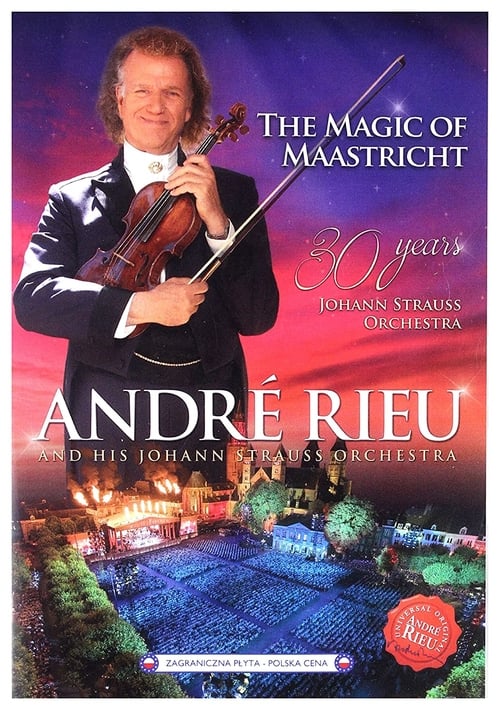 THE MAGIC OF
MAASTRICHT
30 years
JOHANN STRAUSS
ORCHESTRA
ANDRÉ RIEU
AND HIS JOHANN STRAUSS ORCHESTRA
UNIVERSAL ORIGINAL
ANDRÉ
RIEU
ZAGRANICZNA PŁYTA - POLSKA CENA